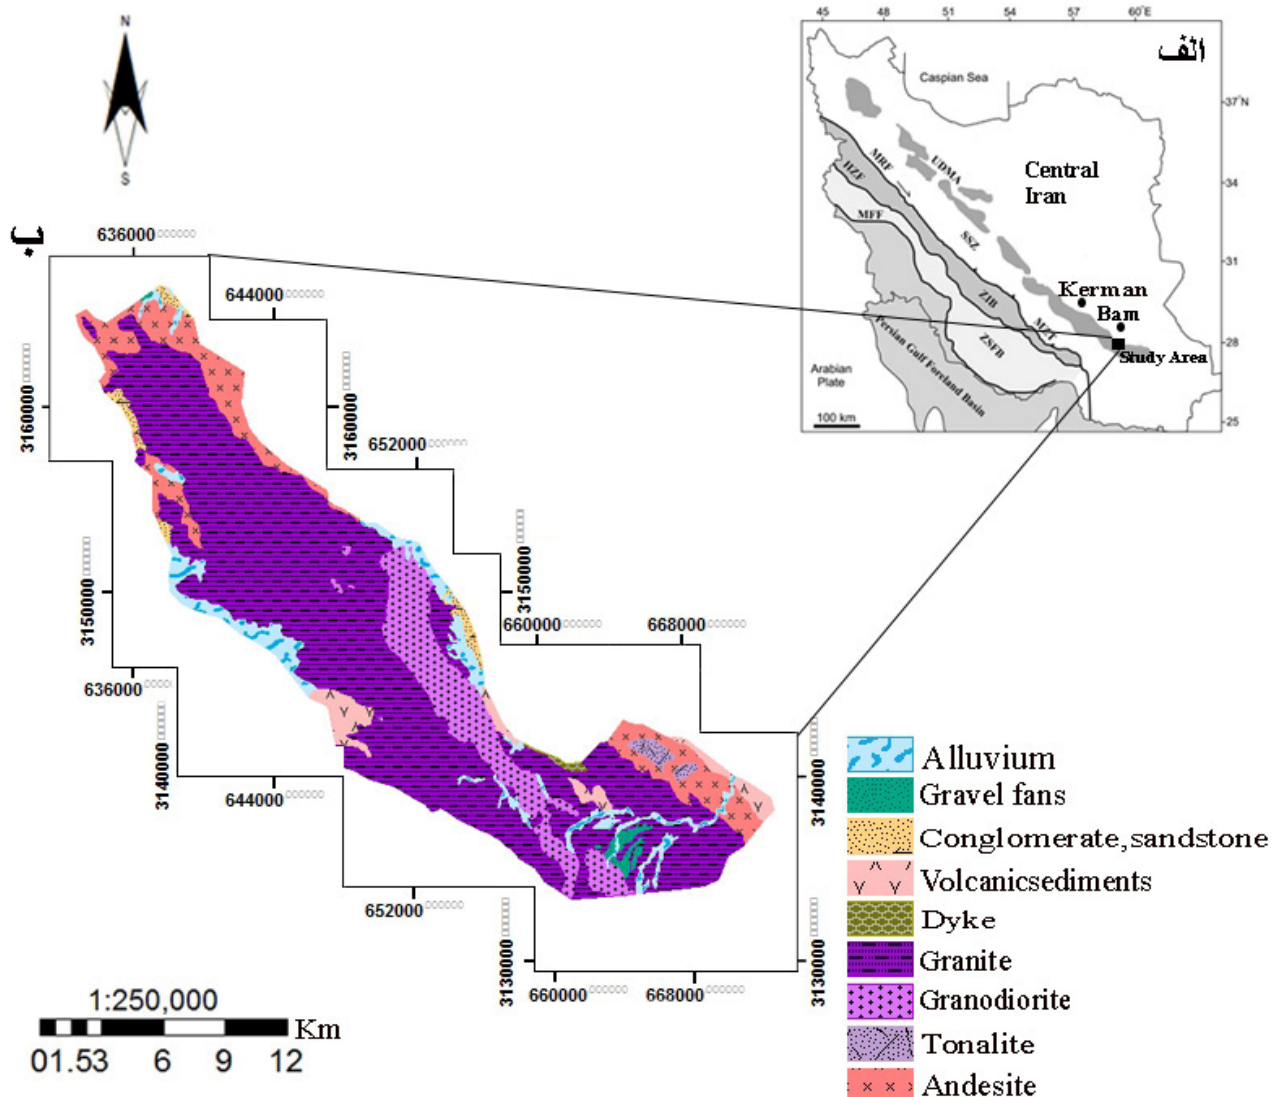 N
S
الف
45 48 51 54 57 60°E
Caspian Sea
37°N
34
31
28
25
Central
Iran
MRF
UDMA
HZF
MFF
SSZ
ZIB
MZT
ZSFB
Kerman
Bam
Study Area
Persian Gulf Foreland Basin
Arabian
Plate
100 km
ب
636000
644000
3160000
3160000
652000
3150000
3150000
660000 668000
636000
3140000
644000
3140000
652000
3130000
3130000
660000 668000
1:250,000
Km
01.53 6 9 12
Alluvium
Gravel fans
Conglomerate,sandstone
Volcanicsediments
Dyke
Granite
Granodiorite
Tonalite
Andesite